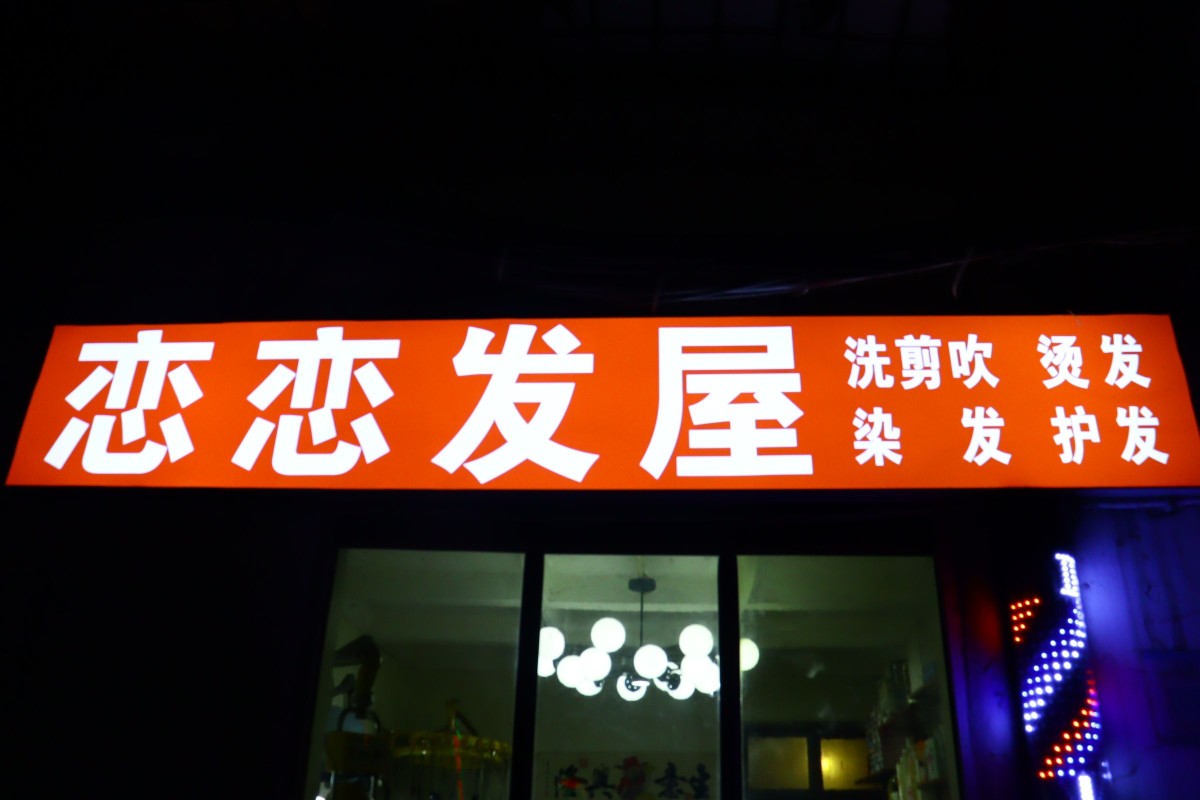 恋恋发屋
洗剪吹 烫发
染 发 护发